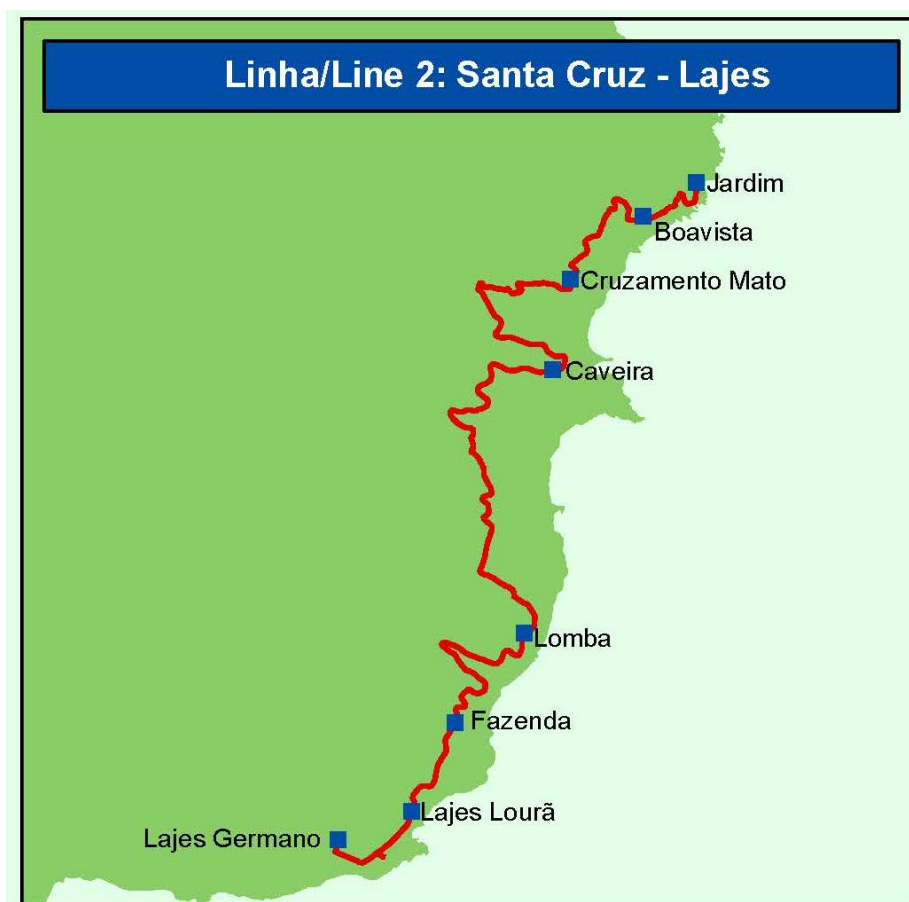 Linha/Line 2: Santa Cruz - Lajes
Jardim
Boavista
Cruzamento Mato
Caveira
Lomba
Fazenda
Lajes Lourã
Lajes Germano